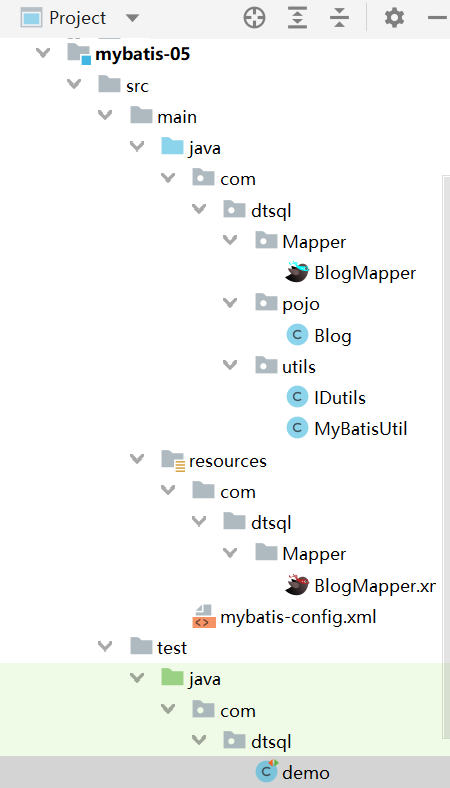 Project
mybatis-05
src
main
java
com
dtsql
Mapper
BlogMapper
pojo
Blog
utils
IDutils
MyBatisUtil
resources
com
dtsql
Mapper
BlogMapper.xr
mybatis-config.xml
test
java
com
dtsql
demo